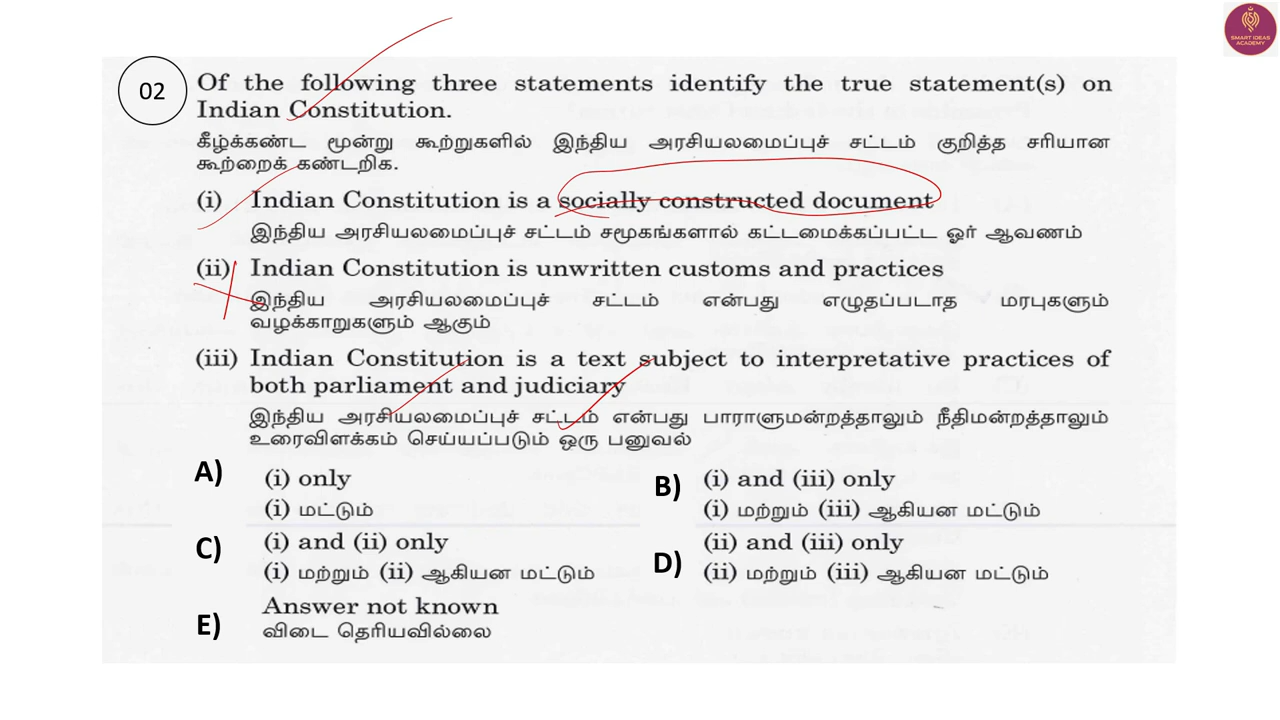 SMART IDEAS
ACADEMY
02
Of the following three statements identify the true statement(s) on
Indian Constitution.
கீழ்க்கண்ட மூன்று கூற்றுகளில் இந்திய அரசியலமைப்புச் சட்டம் குறித்த சரியான
கூற்றைக் கண்டறிக.
(i) Indian Constitution is a socially constructed document
இந்திய அரசியலமைப்புச் சட்டம் சமூகங்களால் கட்டமைக்கப்பட்ட ஓர் ஆவணம்
(ii) Indian Constitution is unwritten customs and practices
இந்திய அரசியலமைப்புச் சட்டம் என்பது எழுதப்படாத மரபுகளும்
வழக்காறுகளும் ஆகும்
(iii) Indian Constitution is a text subject to interpretative practices of
both parliament and judiciary
இந்திய அரசியலமைப்புச் சட்டம் என்பது பாராளுமன்றத்தாலும் நீதிமன்றத்தாலும்
உரைவிளக்கம் செய்யப்படும் ஒரு பனுவல்
A) (i) only
(i) மட்டும்
B) (i) and (iii) only
(i) மற்றும் (iii) ஆகியன மட்டும்
C) (i) and (ii) only
(i) மற்றும் (ii) ஆகியன மட்டும்
D) (ii) and (iii) only
(ii) மற்றும் (iii) ஆகியன மட்டும்
E) Answer not known
விடை தெரியவில்லை